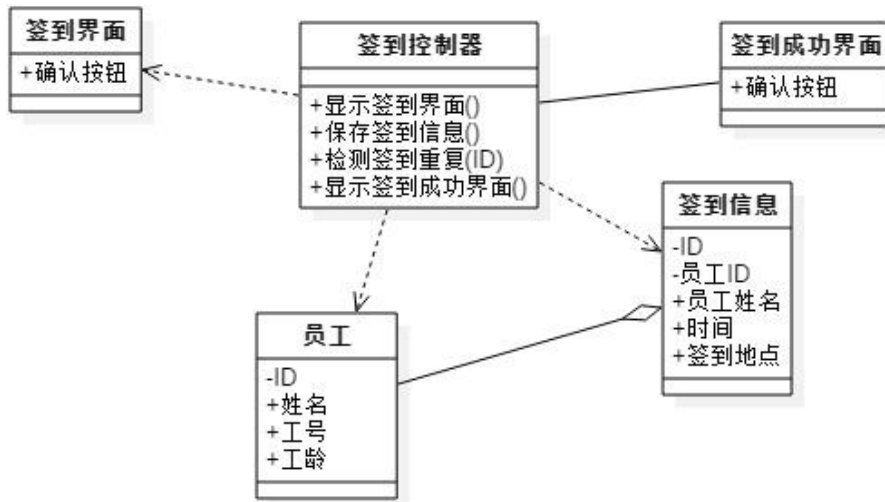 签到界面
+确认按钮
签到控制器
+显示签到界面()
+保存签到信息()
+检测签到重复(ID)
+显示签到成功界面()
签到成功界面
+确认按钮
签到信息
-ID
-员工ID
+员工姓名
+时间
+签到地点
员工
-ID
+姓名
+工号
+工龄